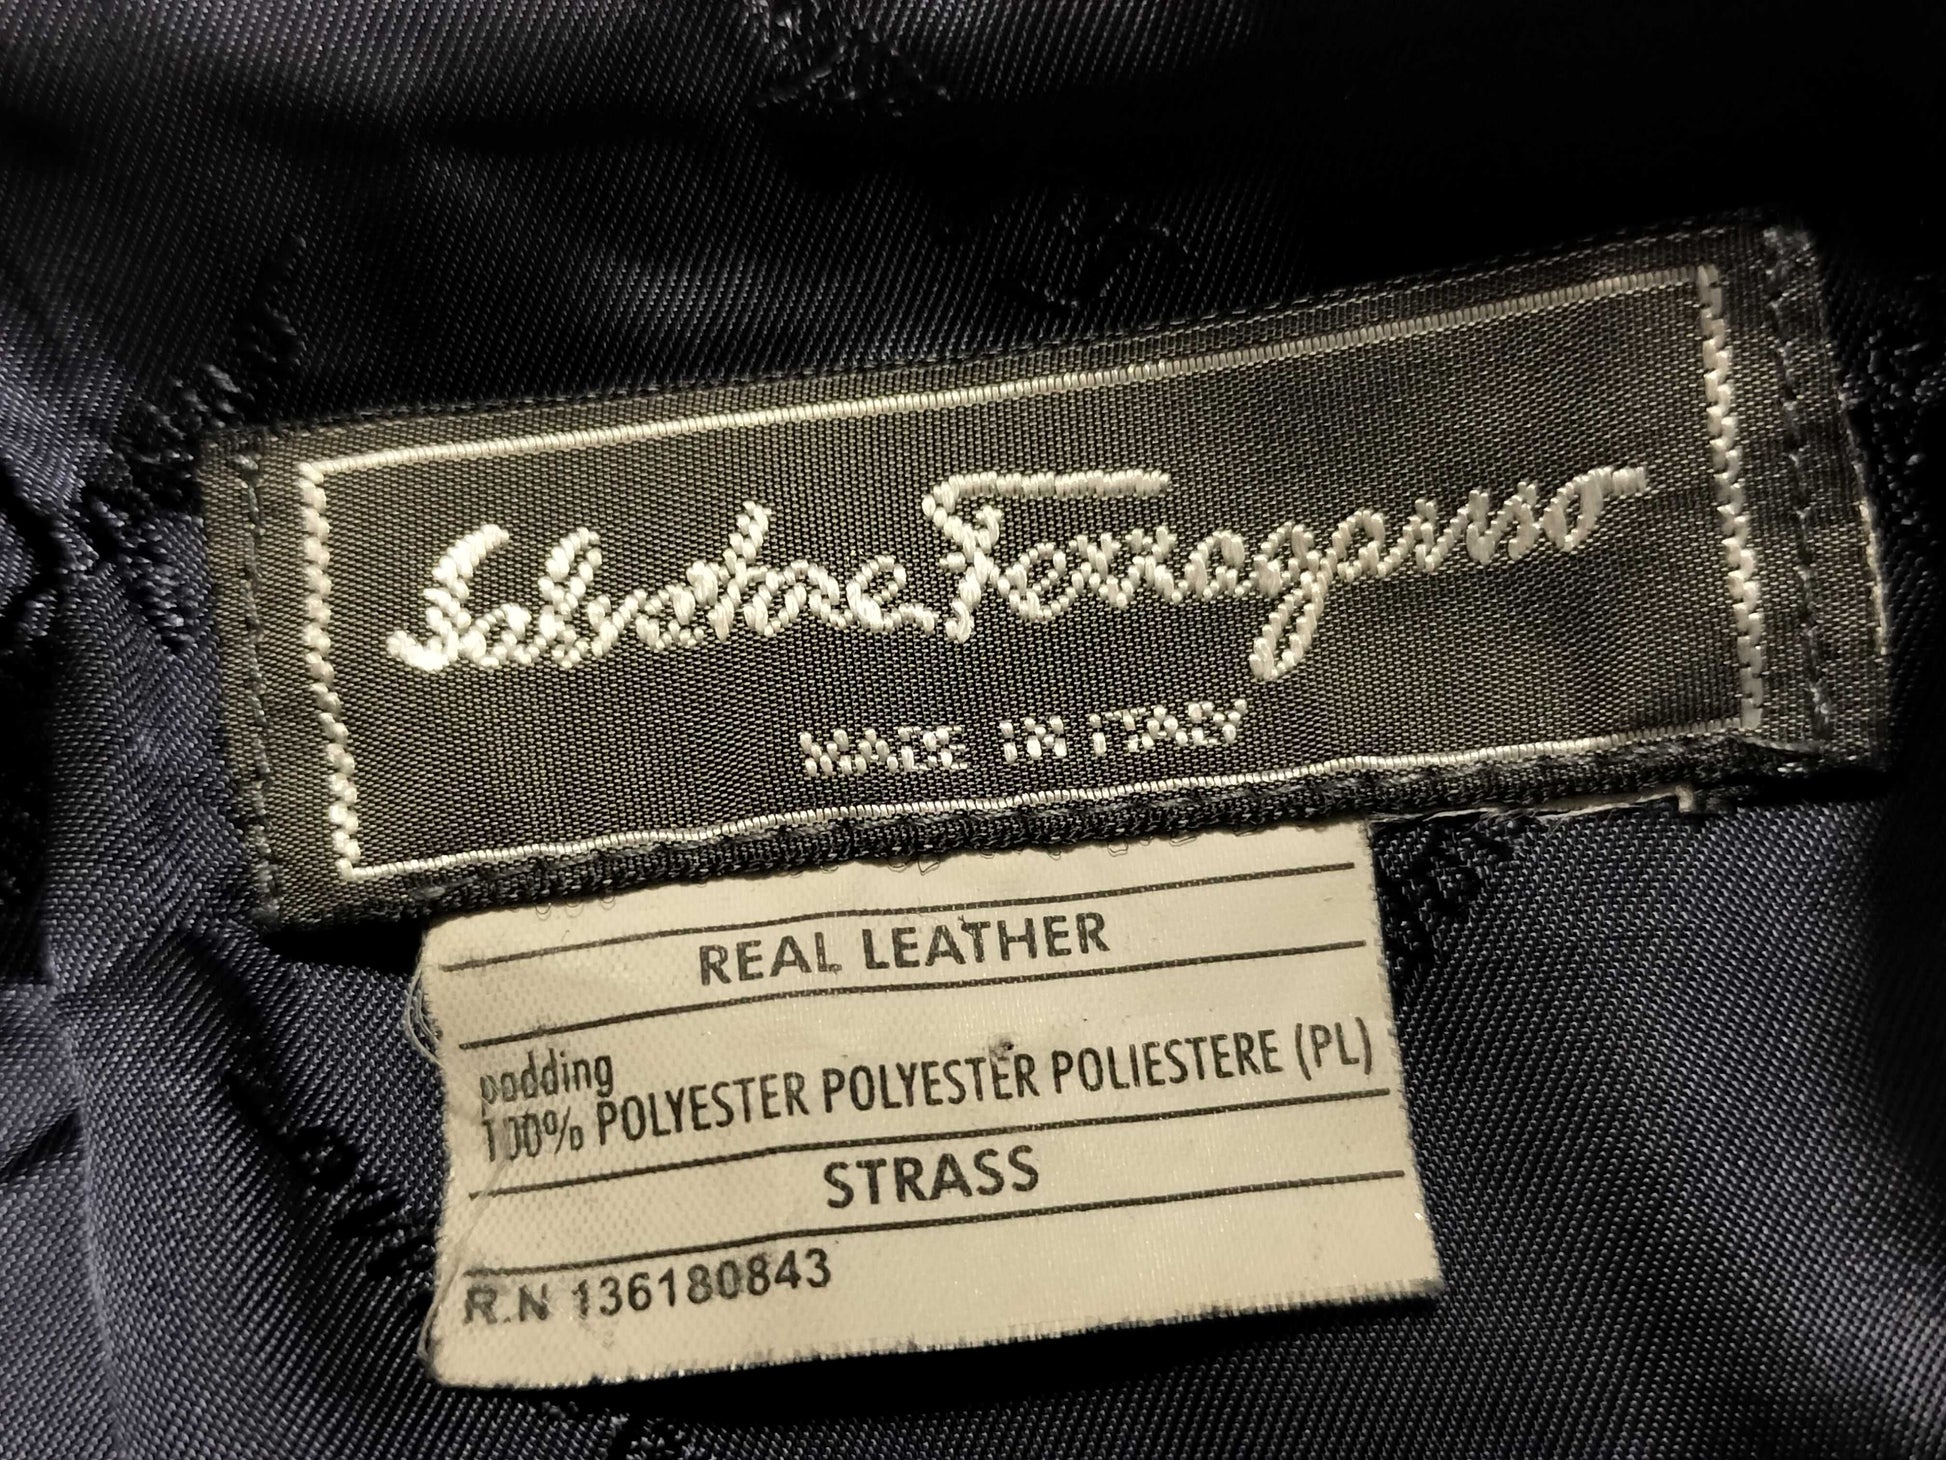 Salvatore Ferragamo
MADE IN ITALY
REAL LEATHER
padding
100% POLYESTER POLYESTER POLIESTERE (PL)
STRASS
R.N 136180843